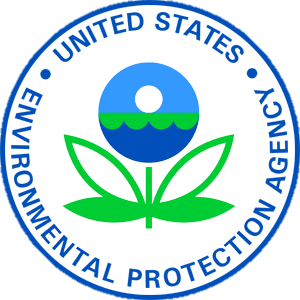 UNITED STATES
ENVIRONMENTAL PROTECTION AGENCY